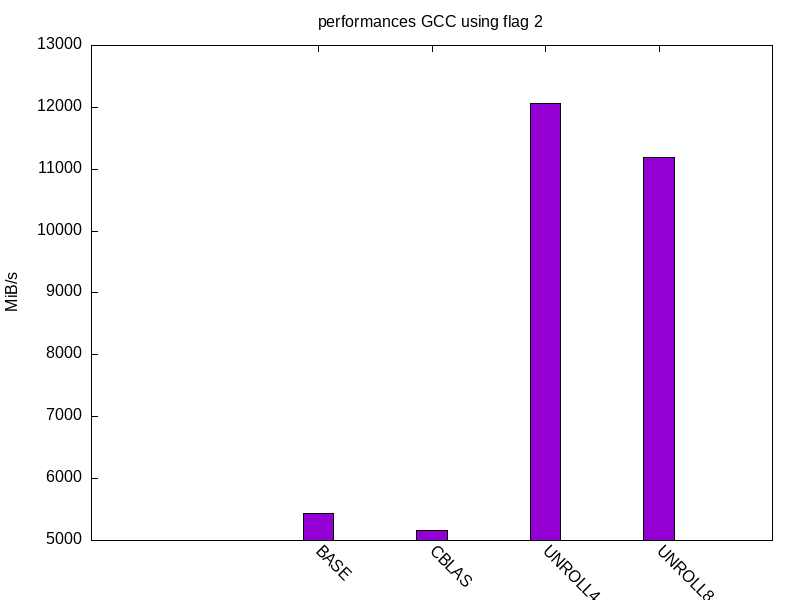 performances GCC using flag 2
13000
12000
11000
10000
9000
8000
7000
6000
5000
MiB/s
BASE
CBLAS
UNROLL4
UNROLL8